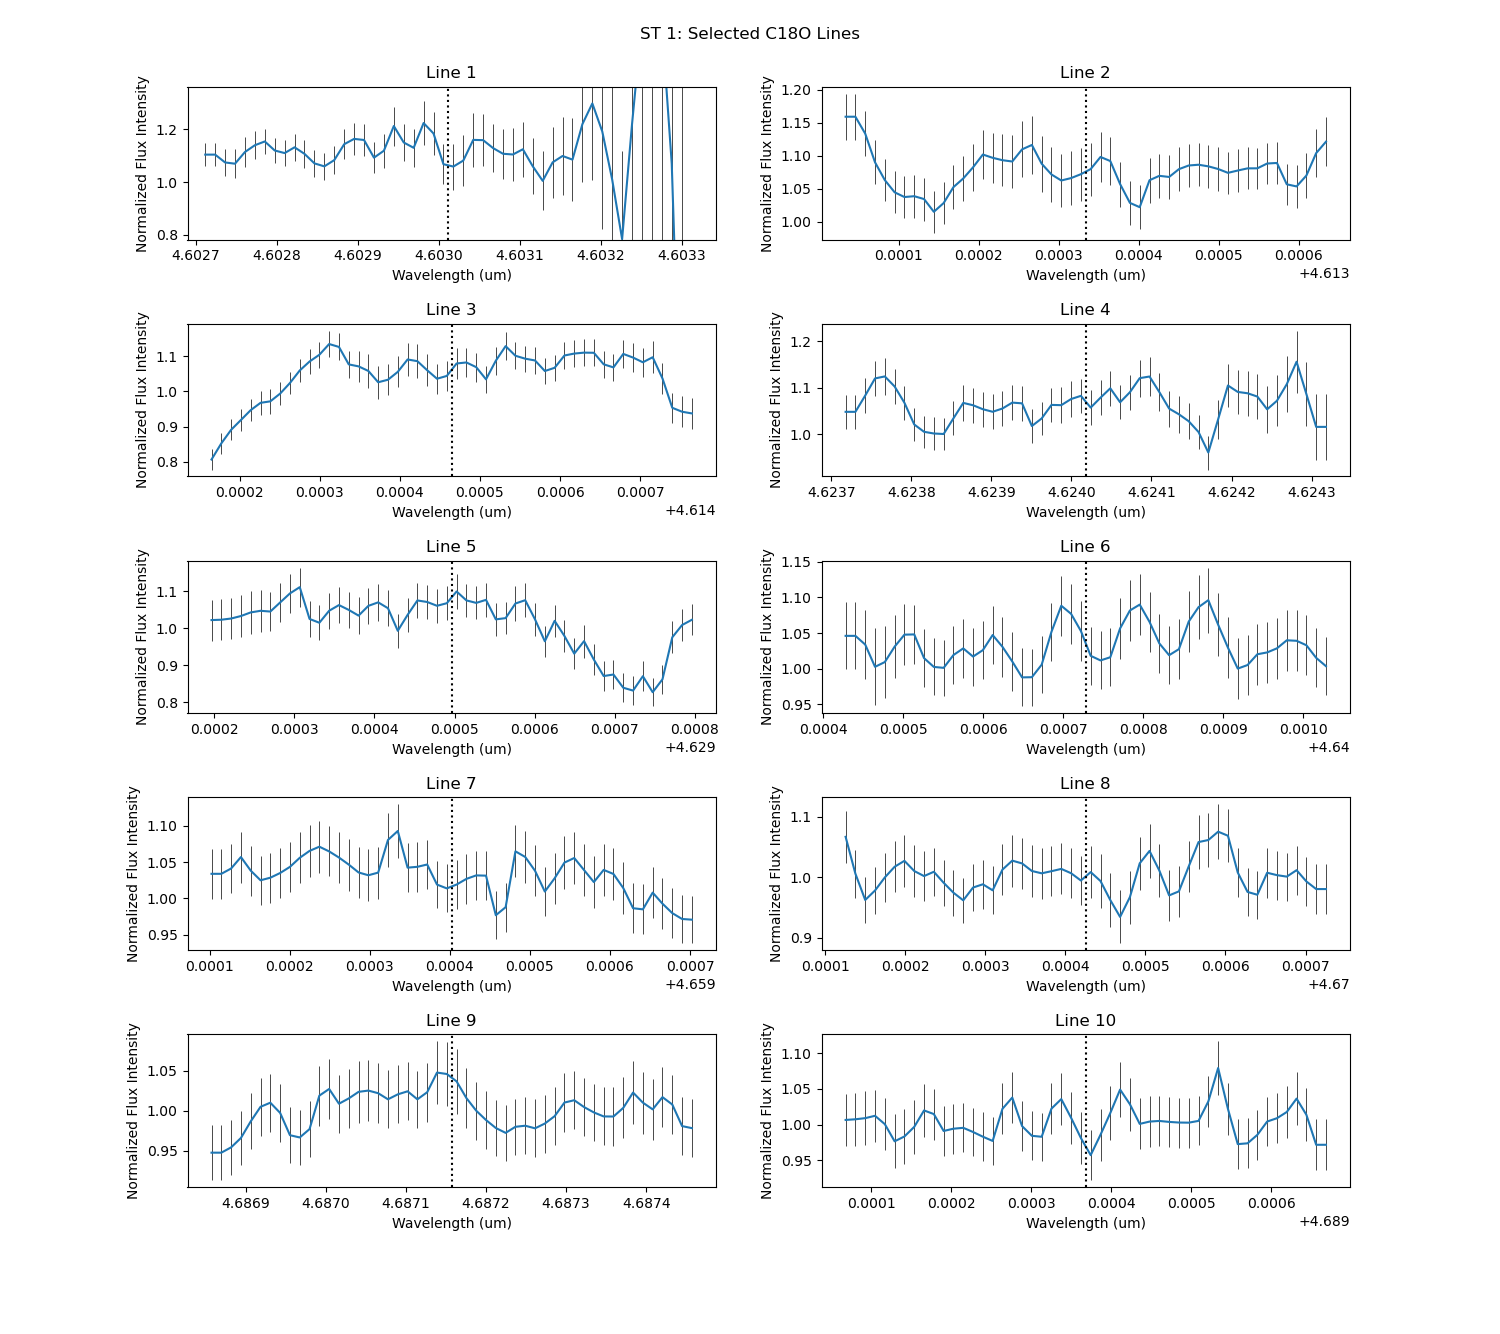 ST 1: Selected C18O Lines
Line 1
Normalized Flux Intensity
1.2
1.0
0.8
4.6027 4.6028 4.6029 4.6030 4.6031 4.6032 4.6033
Wavelength (um)
Line 2
Normalized Flux Intensity
1.20
1.15
1.10
1.05
1.00
0.0001 0.0002 0.0003 0.0004 0.0005 0.0006
+4.613
Wavelength (um)
Line 3
Normalized Flux Intensity
1.1
1.0
0.9
0.8
0.0002 0.0003 0.0004 0.0005 0.0006 0.0007
+4.614
Wavelength (um)
Line 4
Normalized Flux Intensity
1.2
1.1
1.0
4.6237 4.6238 4.6239 4.6240 4.6241 4.6242 4.6243
Wavelength (um)
Line 5
Normalized Flux Intensity
1.1
1.0
0.9
0.8
0.0002 0.0003 0.0004 0.0005 0.0006 0.0007 0.0008
+4.629
Wavelength (um)
Line 6
Normalized Flux Intensity
1.15
1.10
1.05
1.00
0.95
0.0004 0.0005 0.0006 0.0007 0.0008 0.0009 0.0010
+4.64
Wavelength (um)
Line 7
Normalized Flux Intensity
1.10
1.05
1.00
0.95
0.0001 0.0002 0.0003 0.0004 0.0005 0.0006 0.0007
+4.659
Wavelength (um)
Line 8
Normalized Flux Intensity
1.1
1.0
0.9
0.0001 0.0002 0.0003 0.0004 0.0005 0.0006 0.0007
+4.67
Wavelength (um)
Line 9
Normalized Flux Intensity
1.05
1.00
0.95
4.6869 4.6870 4.6871 4.6872 4.6873 4.6874
Wavelength (um)
Line 10
Normalized Flux Intensity
1.10
1.05
1.00
0.95
0.0001 0.0002 0.0003 0.0004 0.0005 0.0006
+4.689
Wavelength (um)